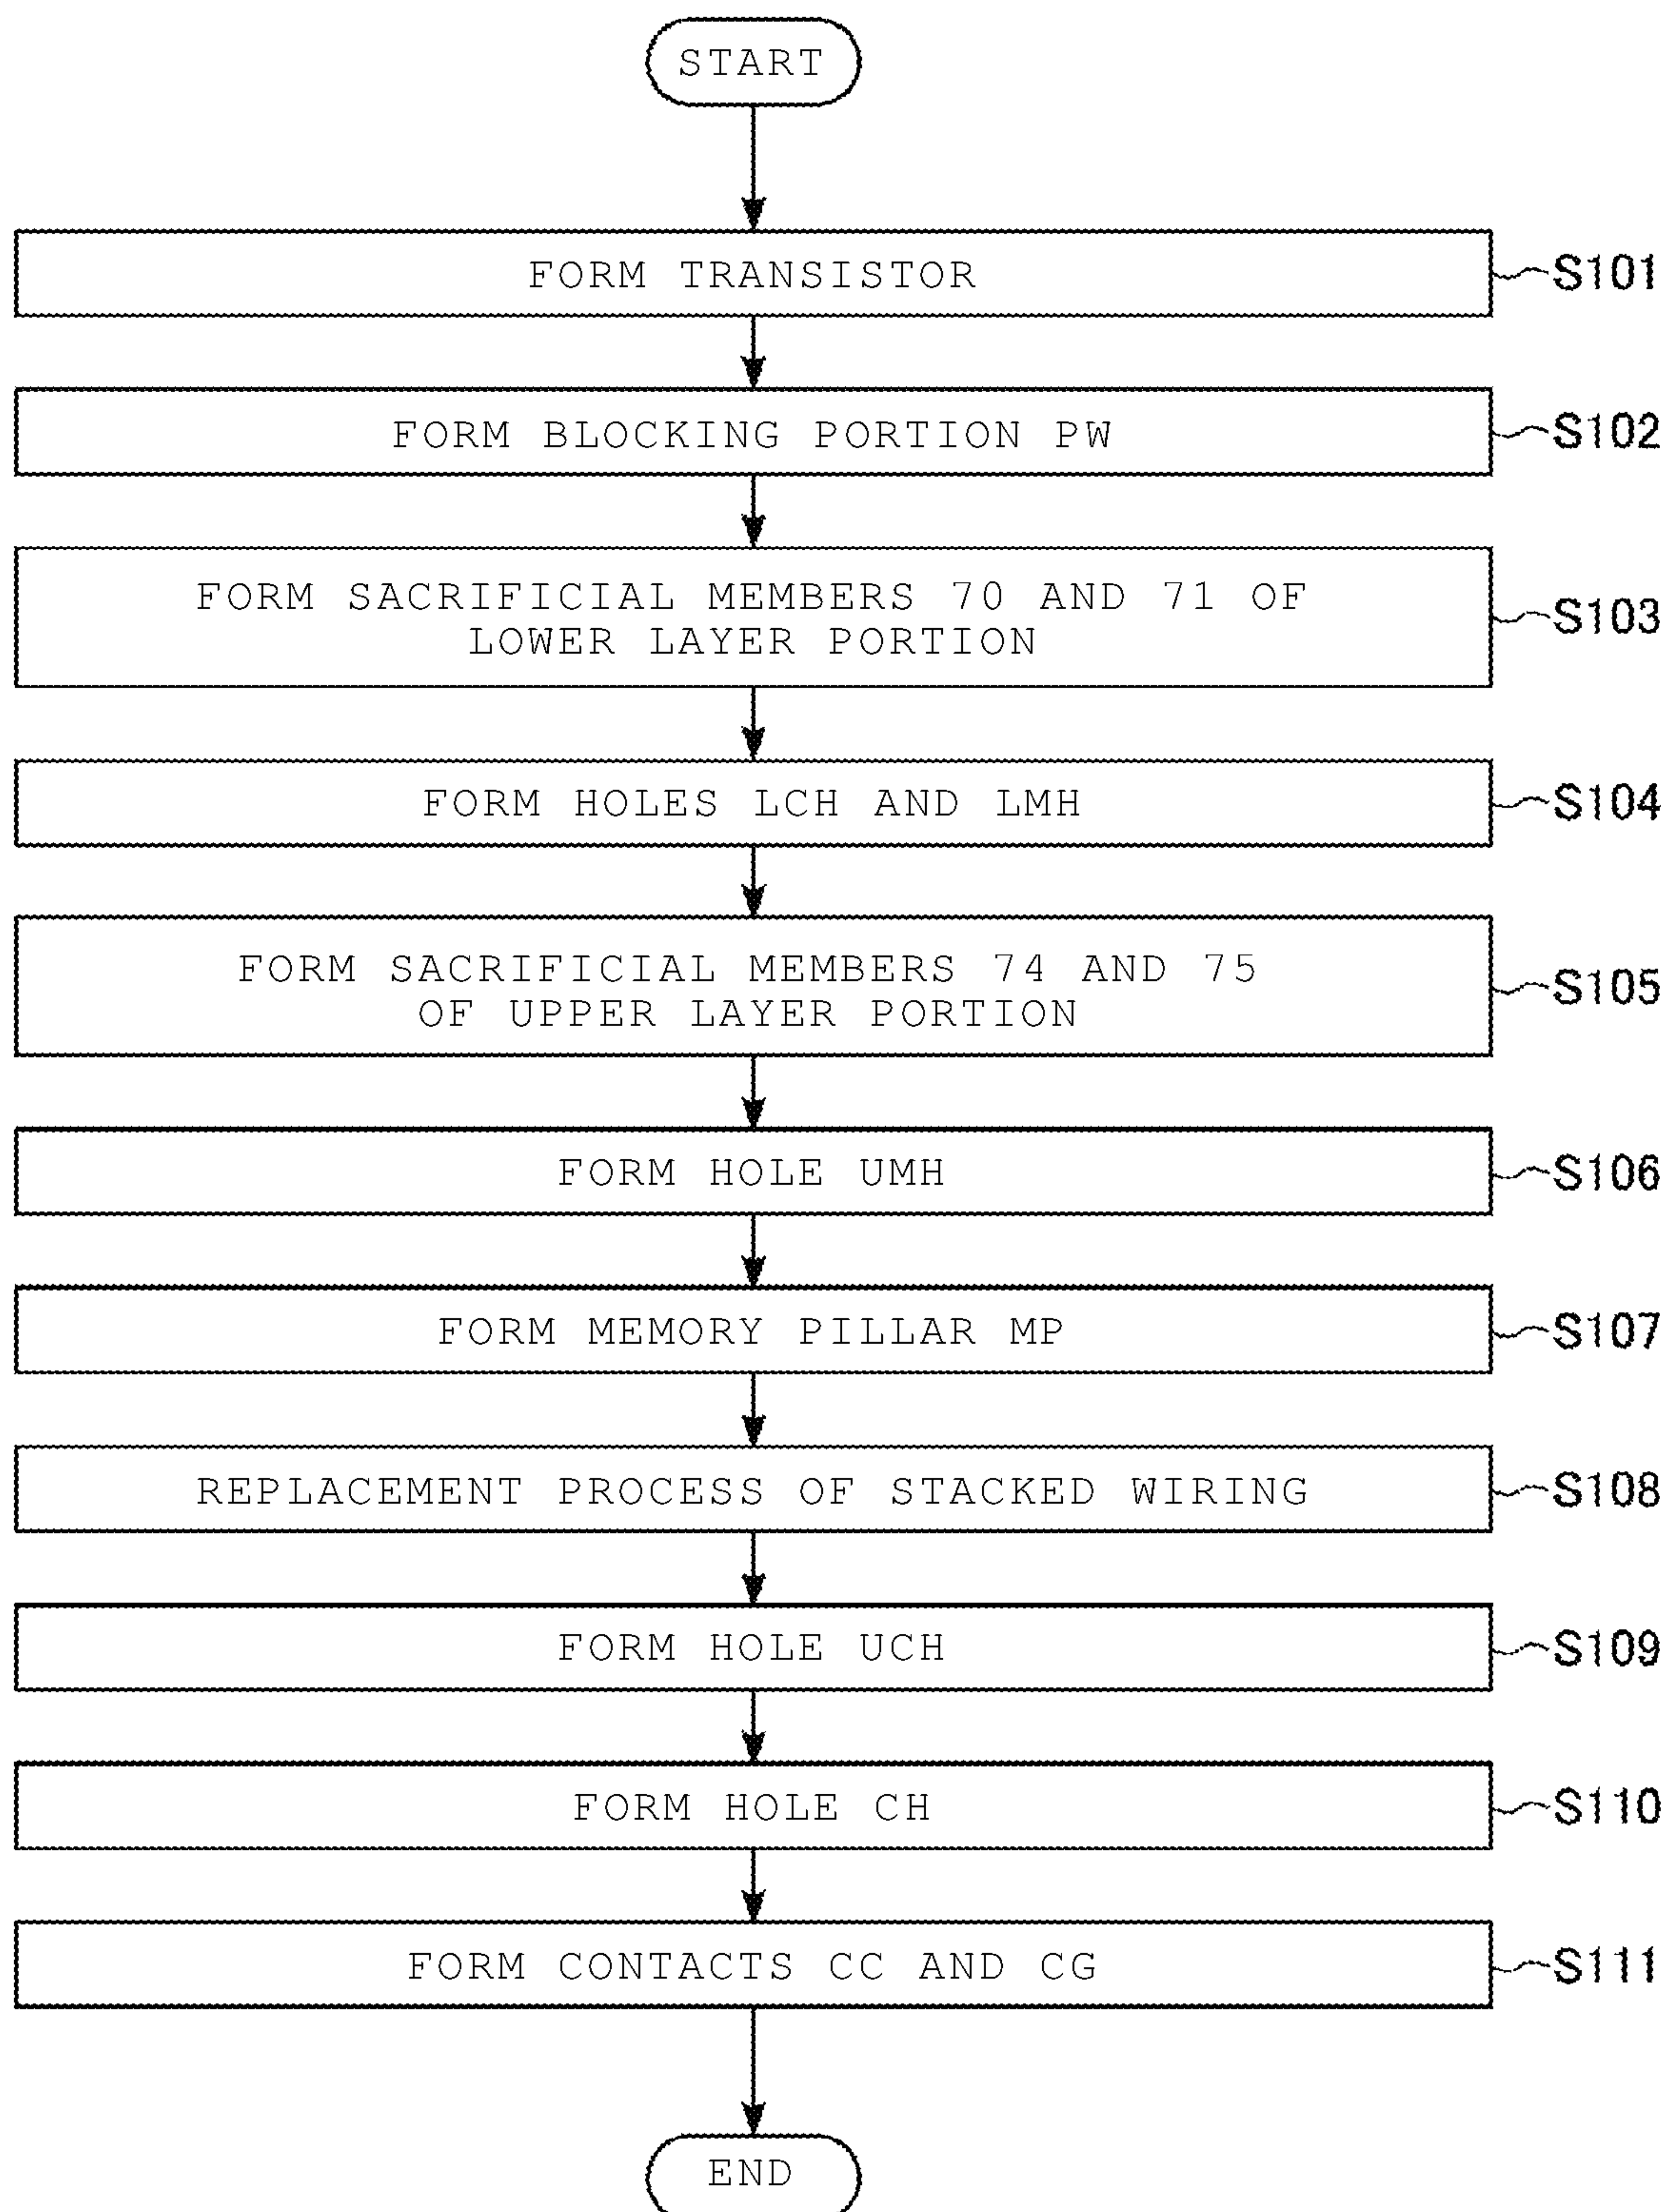 START
FORM TRANSISTOR
S101
FORM BLOCKING PORTION PW
S102
FORM SACRIFICIAL MEMBERS 70 AND 71 OF
LOWER LAYER PORTION
S103
FORM HOLES LCH AND LMH
S104
FORM SACRIFICIAL MEMBERS 74 AND 75
OF UPPER LAYER PORTION
S105
FORM HOLE UMH
S106
FORM MEMORY PILLAR MP
S107
REPLACEMENT PROCESS OF STACKED WIRING
S108
FORM HOLE UCH
S109
FORM HOLE CH
S110
FORM CONTACTS CC AND CG
S111
END